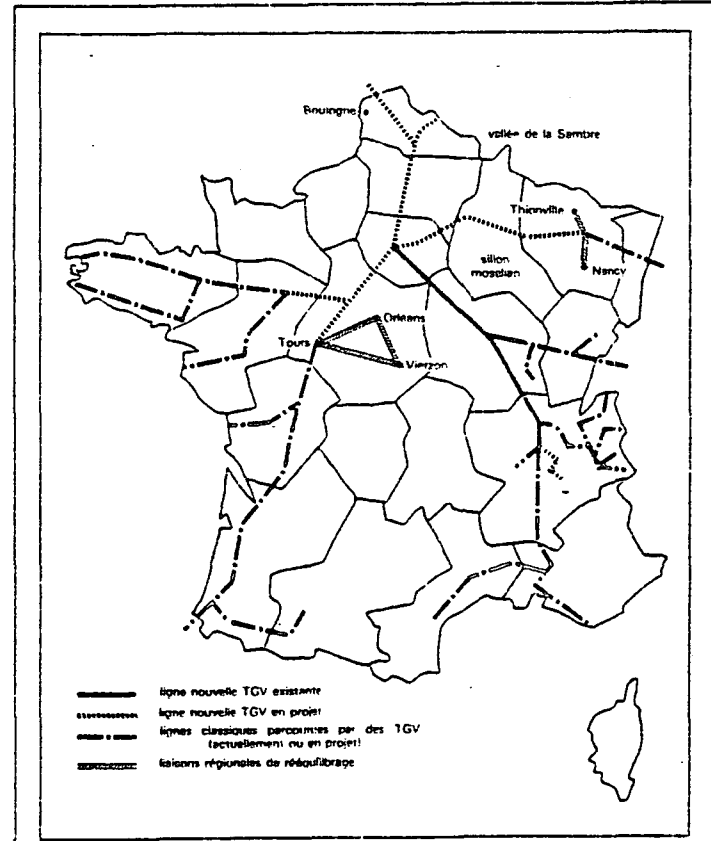 Boulogne
vallée de la Sambre
Thionville
sillon
mosellan
Nancy
Orléans
Tours
Vierzon
ligne nouvelle TGV existante
ligne nouvelle TGV en projet
lignes classiques parcourues par des TGV
(actuellement ou en projet)
liaisons régionales de rééquilibrage